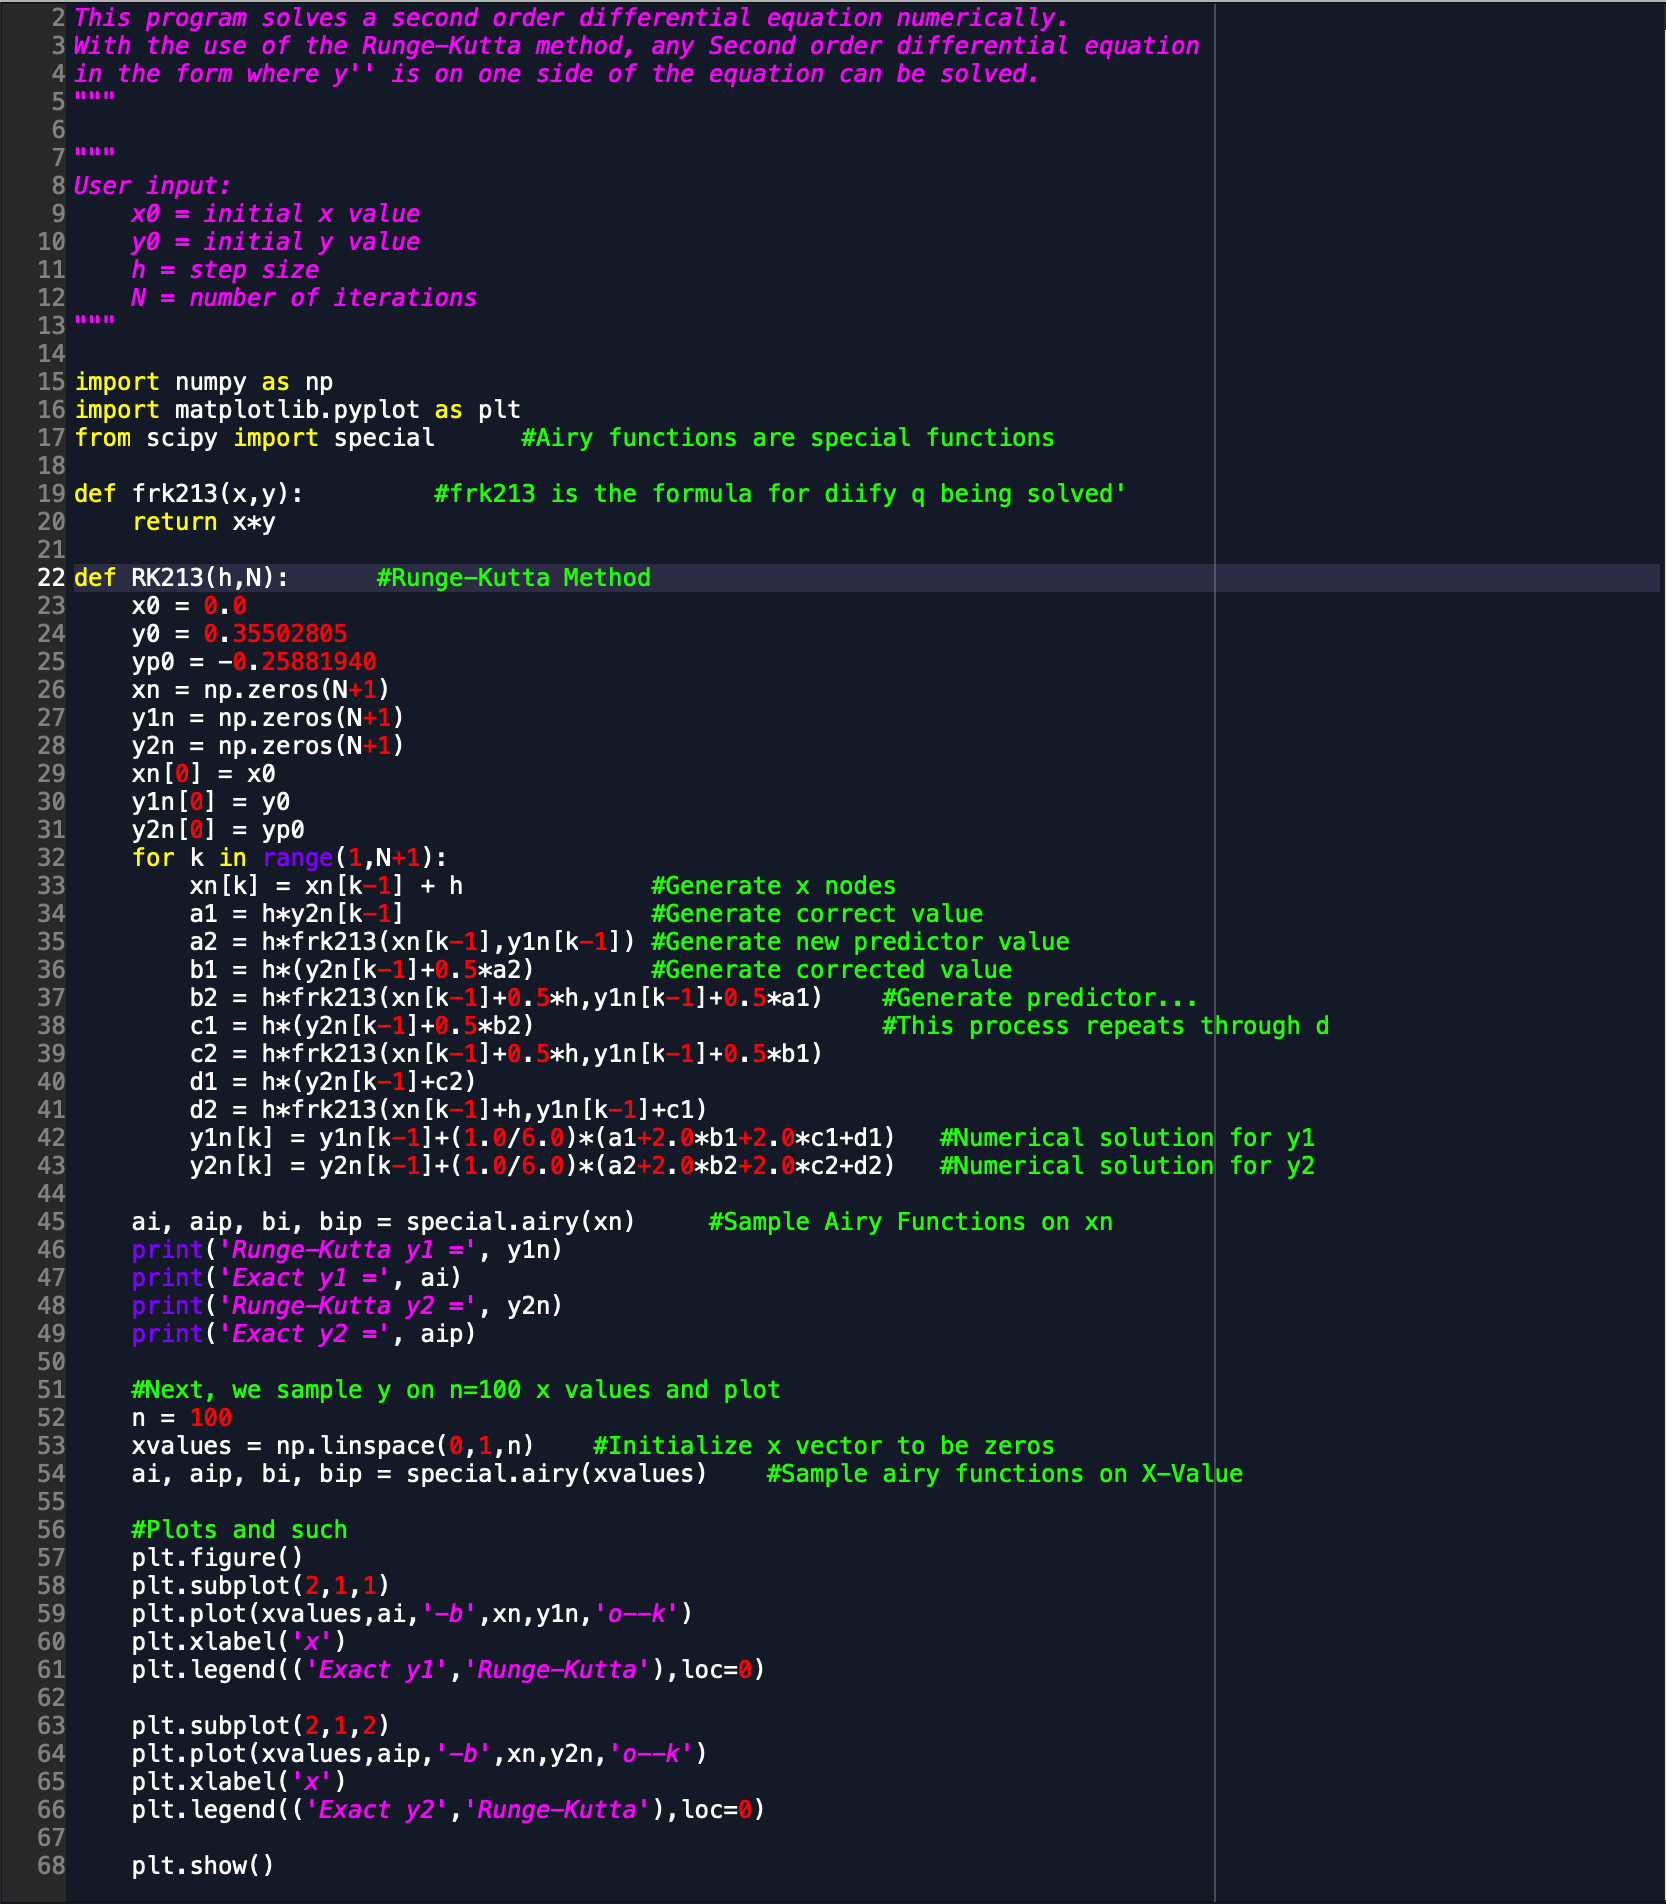 2 This program solves a second order differential equation numerically.
3 With the use of the Runge-Kutta method, any Second order differential equation
4 in the form where y'' is on one side of the equation can be solved.
5 """
6
7 """
8 User input:
9     x0 = initial x value
10     y0 = initial y value
11     h = step size
12     N = number of iterations
13 """
14
15 import numpy as np
16 import matplotlib.pyplot as plt
17 from scipy import special      #Airy functions are special functions
18
19 def frk213(x,y):         #frk213 is the formula for diify q being solved'
20     return x*y
21
22 def RK213(h,N):      #Runge-Kutta Method
23     x0 = 0.0
24     y0 = 0.35502805
25     yp0 = -0.25881940
26     xn = np.zeros(N+1)
27     y1n = np.zeros(N+1)
28     y2n = np.zeros(N+1)
29     xn[0] = x0
30     y1n[0] = y0
31     y2n[0] = yp0
32     for k in range(1,N+1):
33         xn[k] = xn[k-1] + h             #Generate x nodes
34         a1 = h*y2n[k-1]                 #Generate correct value
35         a2 = h*frk213(xn[k-1],y1n[k-1]) #Generate new predictor value
36         b1 = h*(y2n[k-1]+0.5*a2)        #Generate corrected value
37         b2 = h*frk213(xn[k-1]+0.5*h,y1n[k-1]+0.5*a1)    #Generate predictor...
38         c1 = h*(y2n[k-1]+0.5*b2)                        #This process repeats through d
39         c2 = h*frk213(xn[k-1]+0.5*h,y1n[k-1]+0.5*b1)
40         d1 = h*(y2n[k-1]+c2)
41         d2 = h*frk213(xn[k-1]+h,y1n[k-1]+c1)
42         y1n[k] = y1n[k-1]+(1.0/6.0)*(a1+2.0*b1+2.0*c1+d1)   #Numerical solution for y1
43         y2n[k] = y2n[k-1]+(1.0/6.0)*(a2+2.0*b2+2.0*c2+d2)   #Numerical solution for y2
44
45     ai, aip, bi, bip = special.airy(xn)     #Sample Airy Functions on xn
46     print('Runge-Kutta y1 =', y1n)
47     print('Exact y1 =', ai)
48     print('Runge-Kutta y2 =', y2n)
49     print('Exact y2 =', aip)
50
51     #Next, we sample y on n=100 x values and plot
52     n = 100
53     xvalues = np.linspace(0,1,n)    #Initialize x vector to be zeros
54     ai, aip, bi, bip = special.airy(xvalues)    #Sample airy functions on X-Value
55
56     #Plots and such
57     plt.figure()
58     plt.subplot(2,1,1)
59     plt.plot(xvalues,ai,'-b',xn,y1n,'o--k')
60     plt.xlabel('x')
61     plt.legend(('Exact y1','Runge-Kutta'),loc=0)
62
63     plt.subplot(2,1,2)
64     plt.plot(xvalues,aip,'-b',xn,y2n,'o--k')
65     plt.xlabel('x')
66     plt.legend(('Exact y2','Runge-Kutta'),loc=0)
67
68     plt.show()